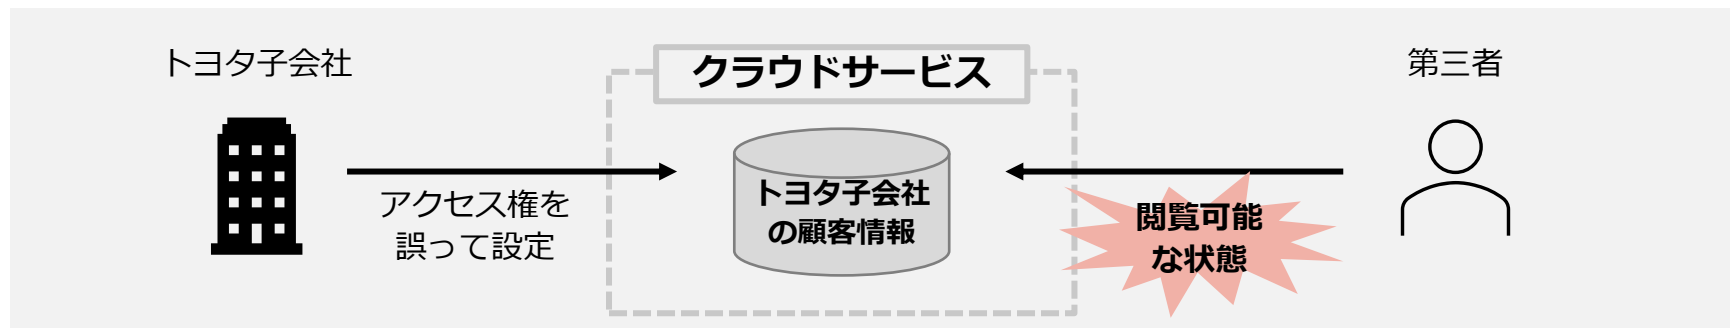 トヨタ子会社
クラウドサービス
第三者
アクセス権を
誤って設定
トヨタ子会社
の顧客情報
閲覧可能
な状態